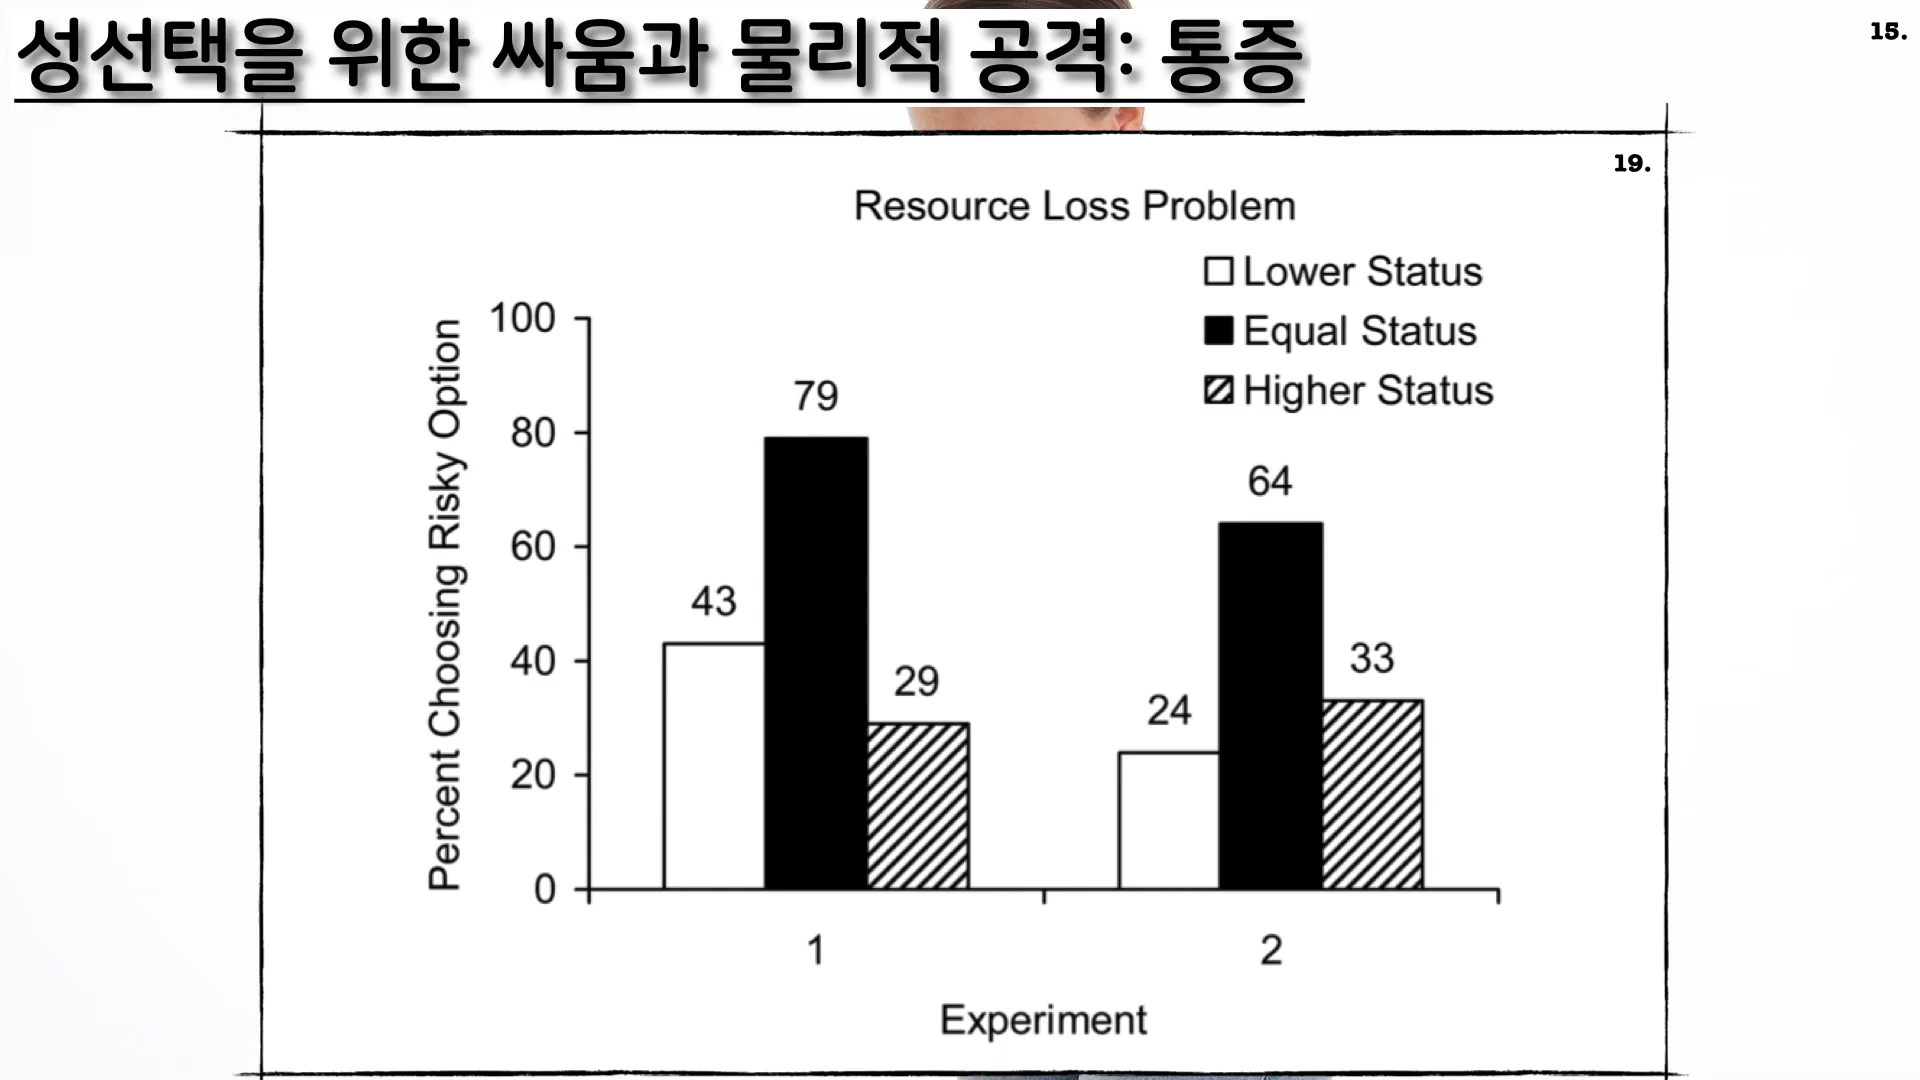 성선택을 위한 싸움과 물리적 공격: 통증
15.
19.
Resource Loss Problem
Lower Status
Equal Status
Higher Status
Percent Choosing Risky Option
100
80
60
40
20
0
43
79
29
24
64
33
1
2
Experiment